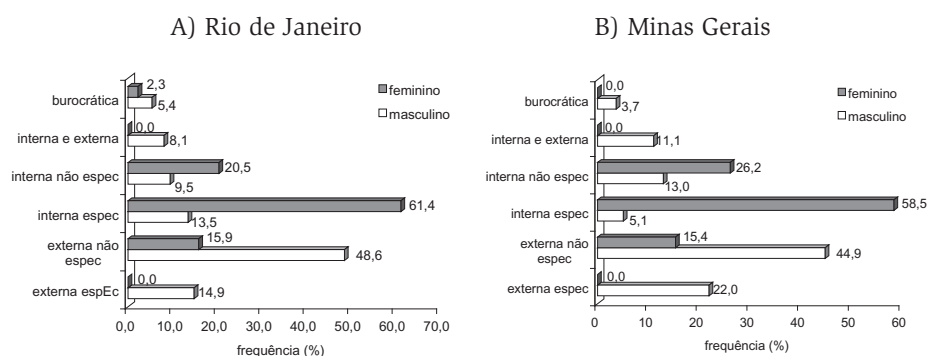 A) Rio de Janeiro
burocrática
2,3
5,4
interna e externa
0,0
8,1
interna não espec
20,5
9,5
interna espec
61,4
13,5
externa não
espec
15,9
48,6
externa espEc
0,0
14,9
0,0 10,0 20,0 30,0 40,0 50,0 60,0 70,0
frequência (%)
feminino
masculino
B) Minas Gerais
burocrática
0,0
3,7
interna e externa
0,0
11,1
interna não espec
26,2
13,0
interna espec
58,5
5,1
externa não
espec
15,4
44,9
externa espec
0,0
22,0
0 10 20 30 40 50 60
frequência (%)
feminino
masculino